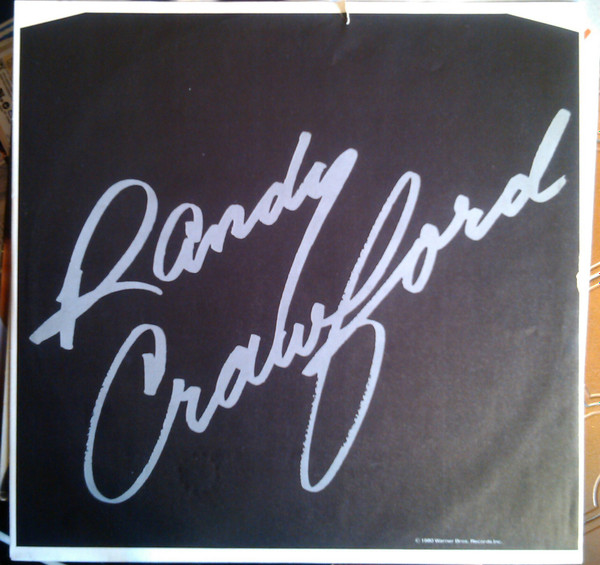 Randy
Crawford
© 1980 Warner Bros. Records Inc.